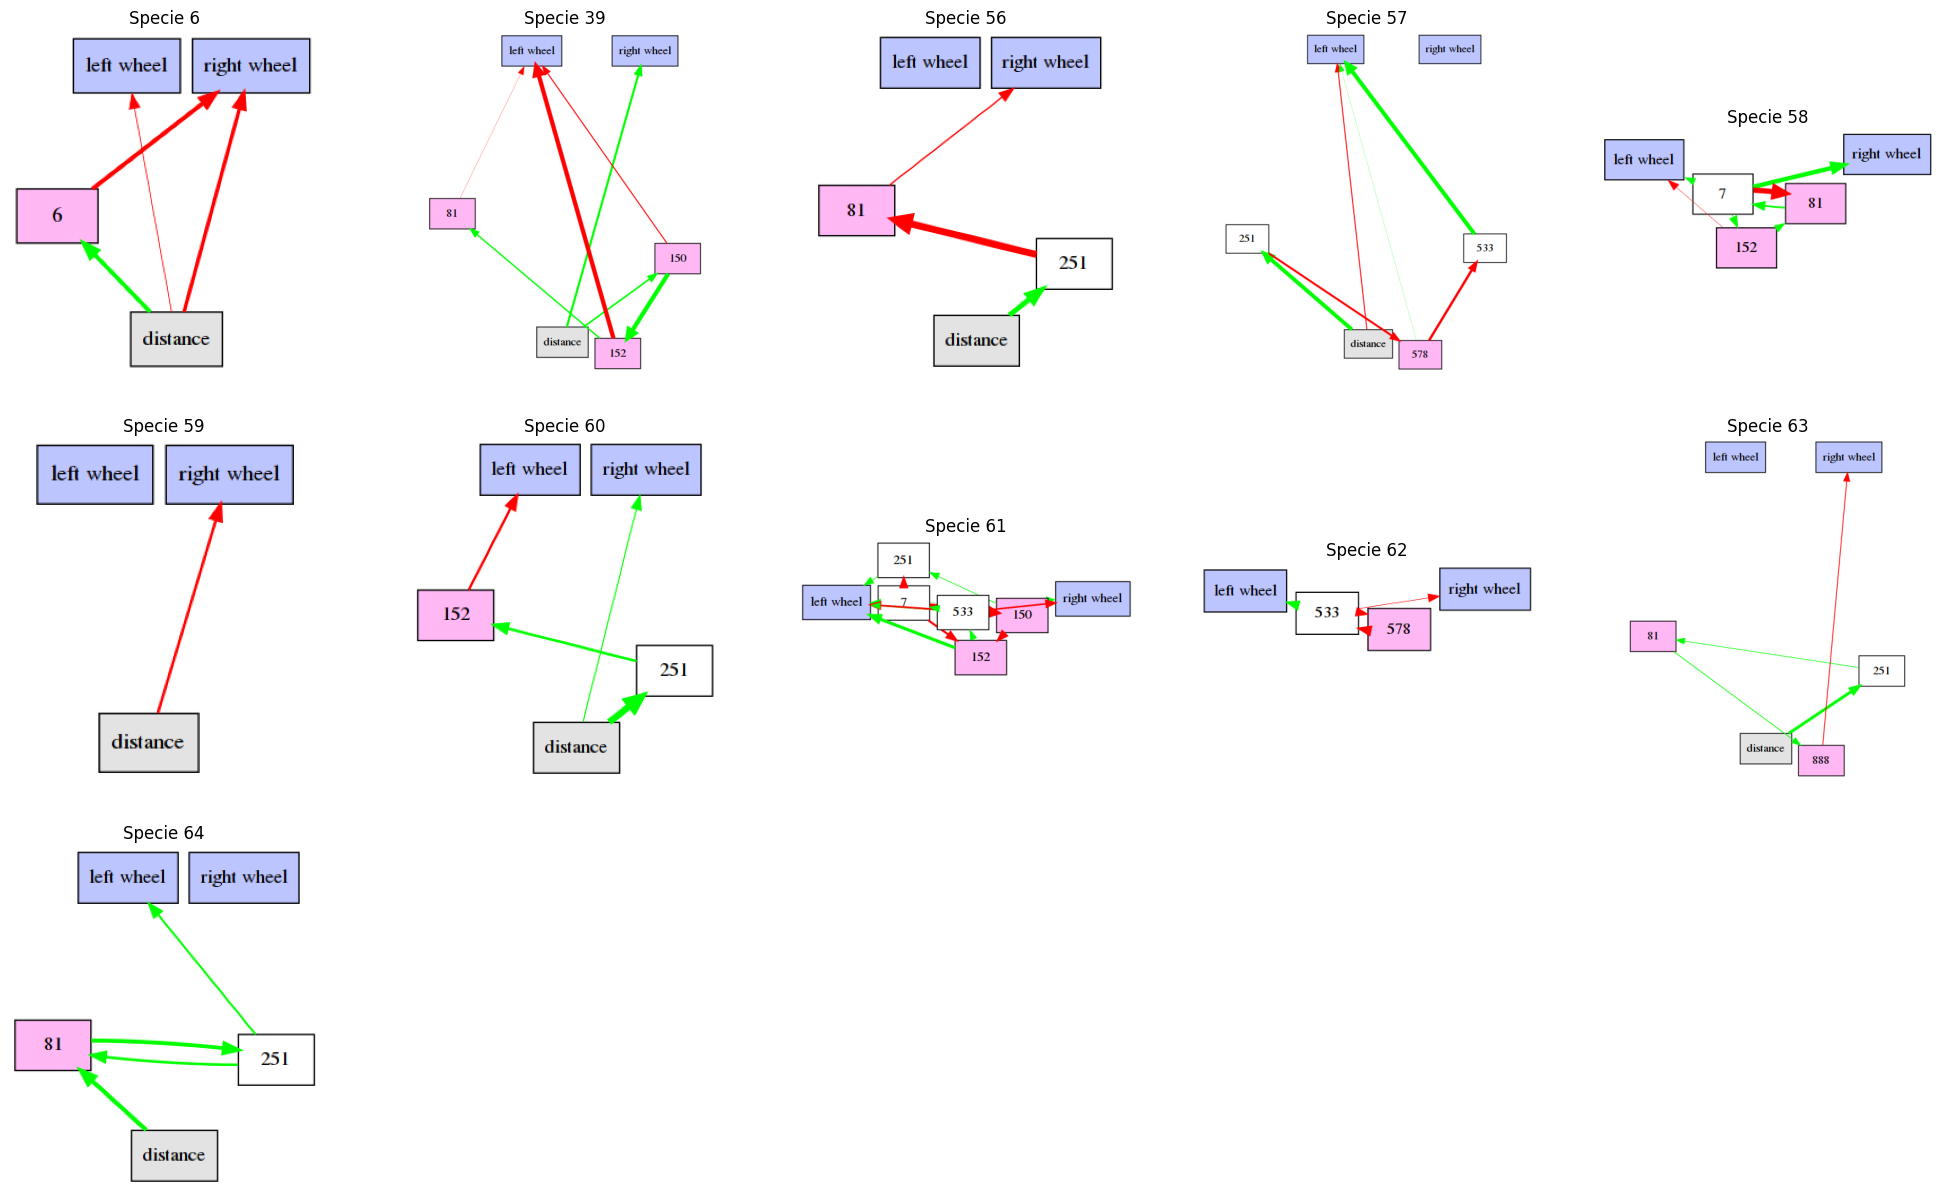 Specie 6
left wheel
right wheel
6
distance
Specie 39
left wheel
right wheel
81
150
distance
152
Specie 56
left wheel
right wheel
81
251
distance
Specie 57
left wheel
right wheel
251
533
distance
578
Specie 58
left wheel
right wheel
7
81
152
Specie 59
left wheel
right wheel
distance
Specie 60
left wheel
right wheel
152
251
distance
Specie 61
251
left wheel
7
533
150
right wheel
152
Specie 62
left wheel
right wheel
533
578
Specie 63
left wheel
right wheel
81
251
distance
888
Specie 64
left wheel
right wheel
81
251
distance